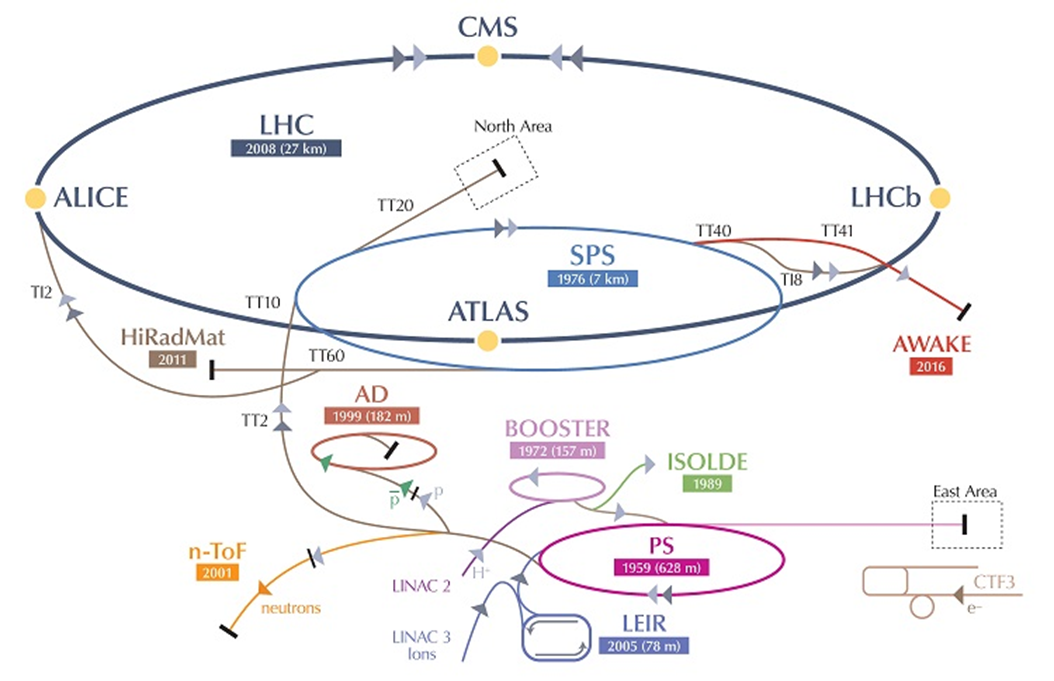 CMS
LHC
2008 (27 km)
North Area
ALICE
LHCb
TT20
TT40
TT41
SPS
1976 (7 km)
TI2
TT10
TI8
ATLAS
HiRadMat
2011
TT60
AWAKE
2016
AD
1999 (182 m)
TT2
BOOSTER
1972 (157 m)
ISOLDE
1989
p̅
p
East Area
n-ToF
2001
PS
1959 (628 m)
H+
LINAC 2
neutrons
CTF3
e–
LEIR
2005 (78 m)
LINAC 3
Ions